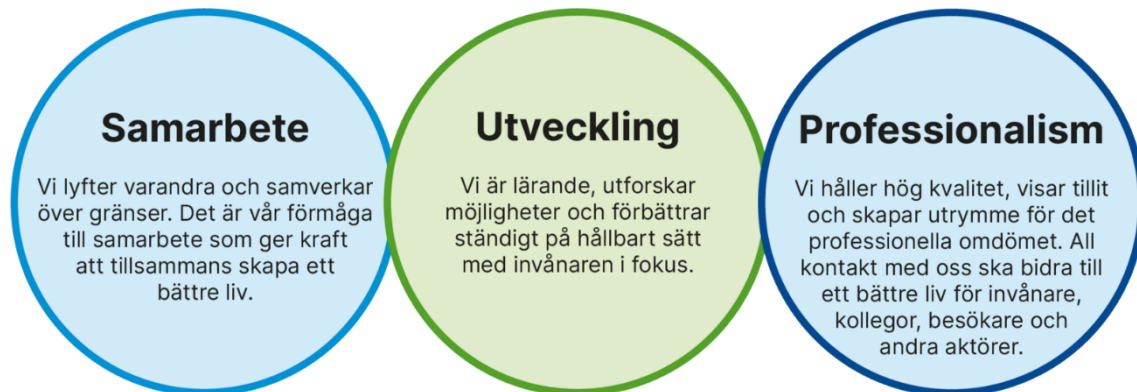 Samarbete
Vi lyfter varandra och samverkar
över gränser. Det är vår förmåga
till samarbete som ger kraft
att tillsammans skapa ett
bättre liv.
Utveckling
Vi är lärande, utforskar
möjligheter och förbättrar
ständigt på hållbart sätt
med invånaren i fokus.
Professionalism
Vi håller hög kvalitet, visar tillit
och skapar utrymme för det
professionella omdömet. All
kontakt med oss ska bidra till
ett bättre liv för invånare,
kollegor, besökare och
andra aktörer.